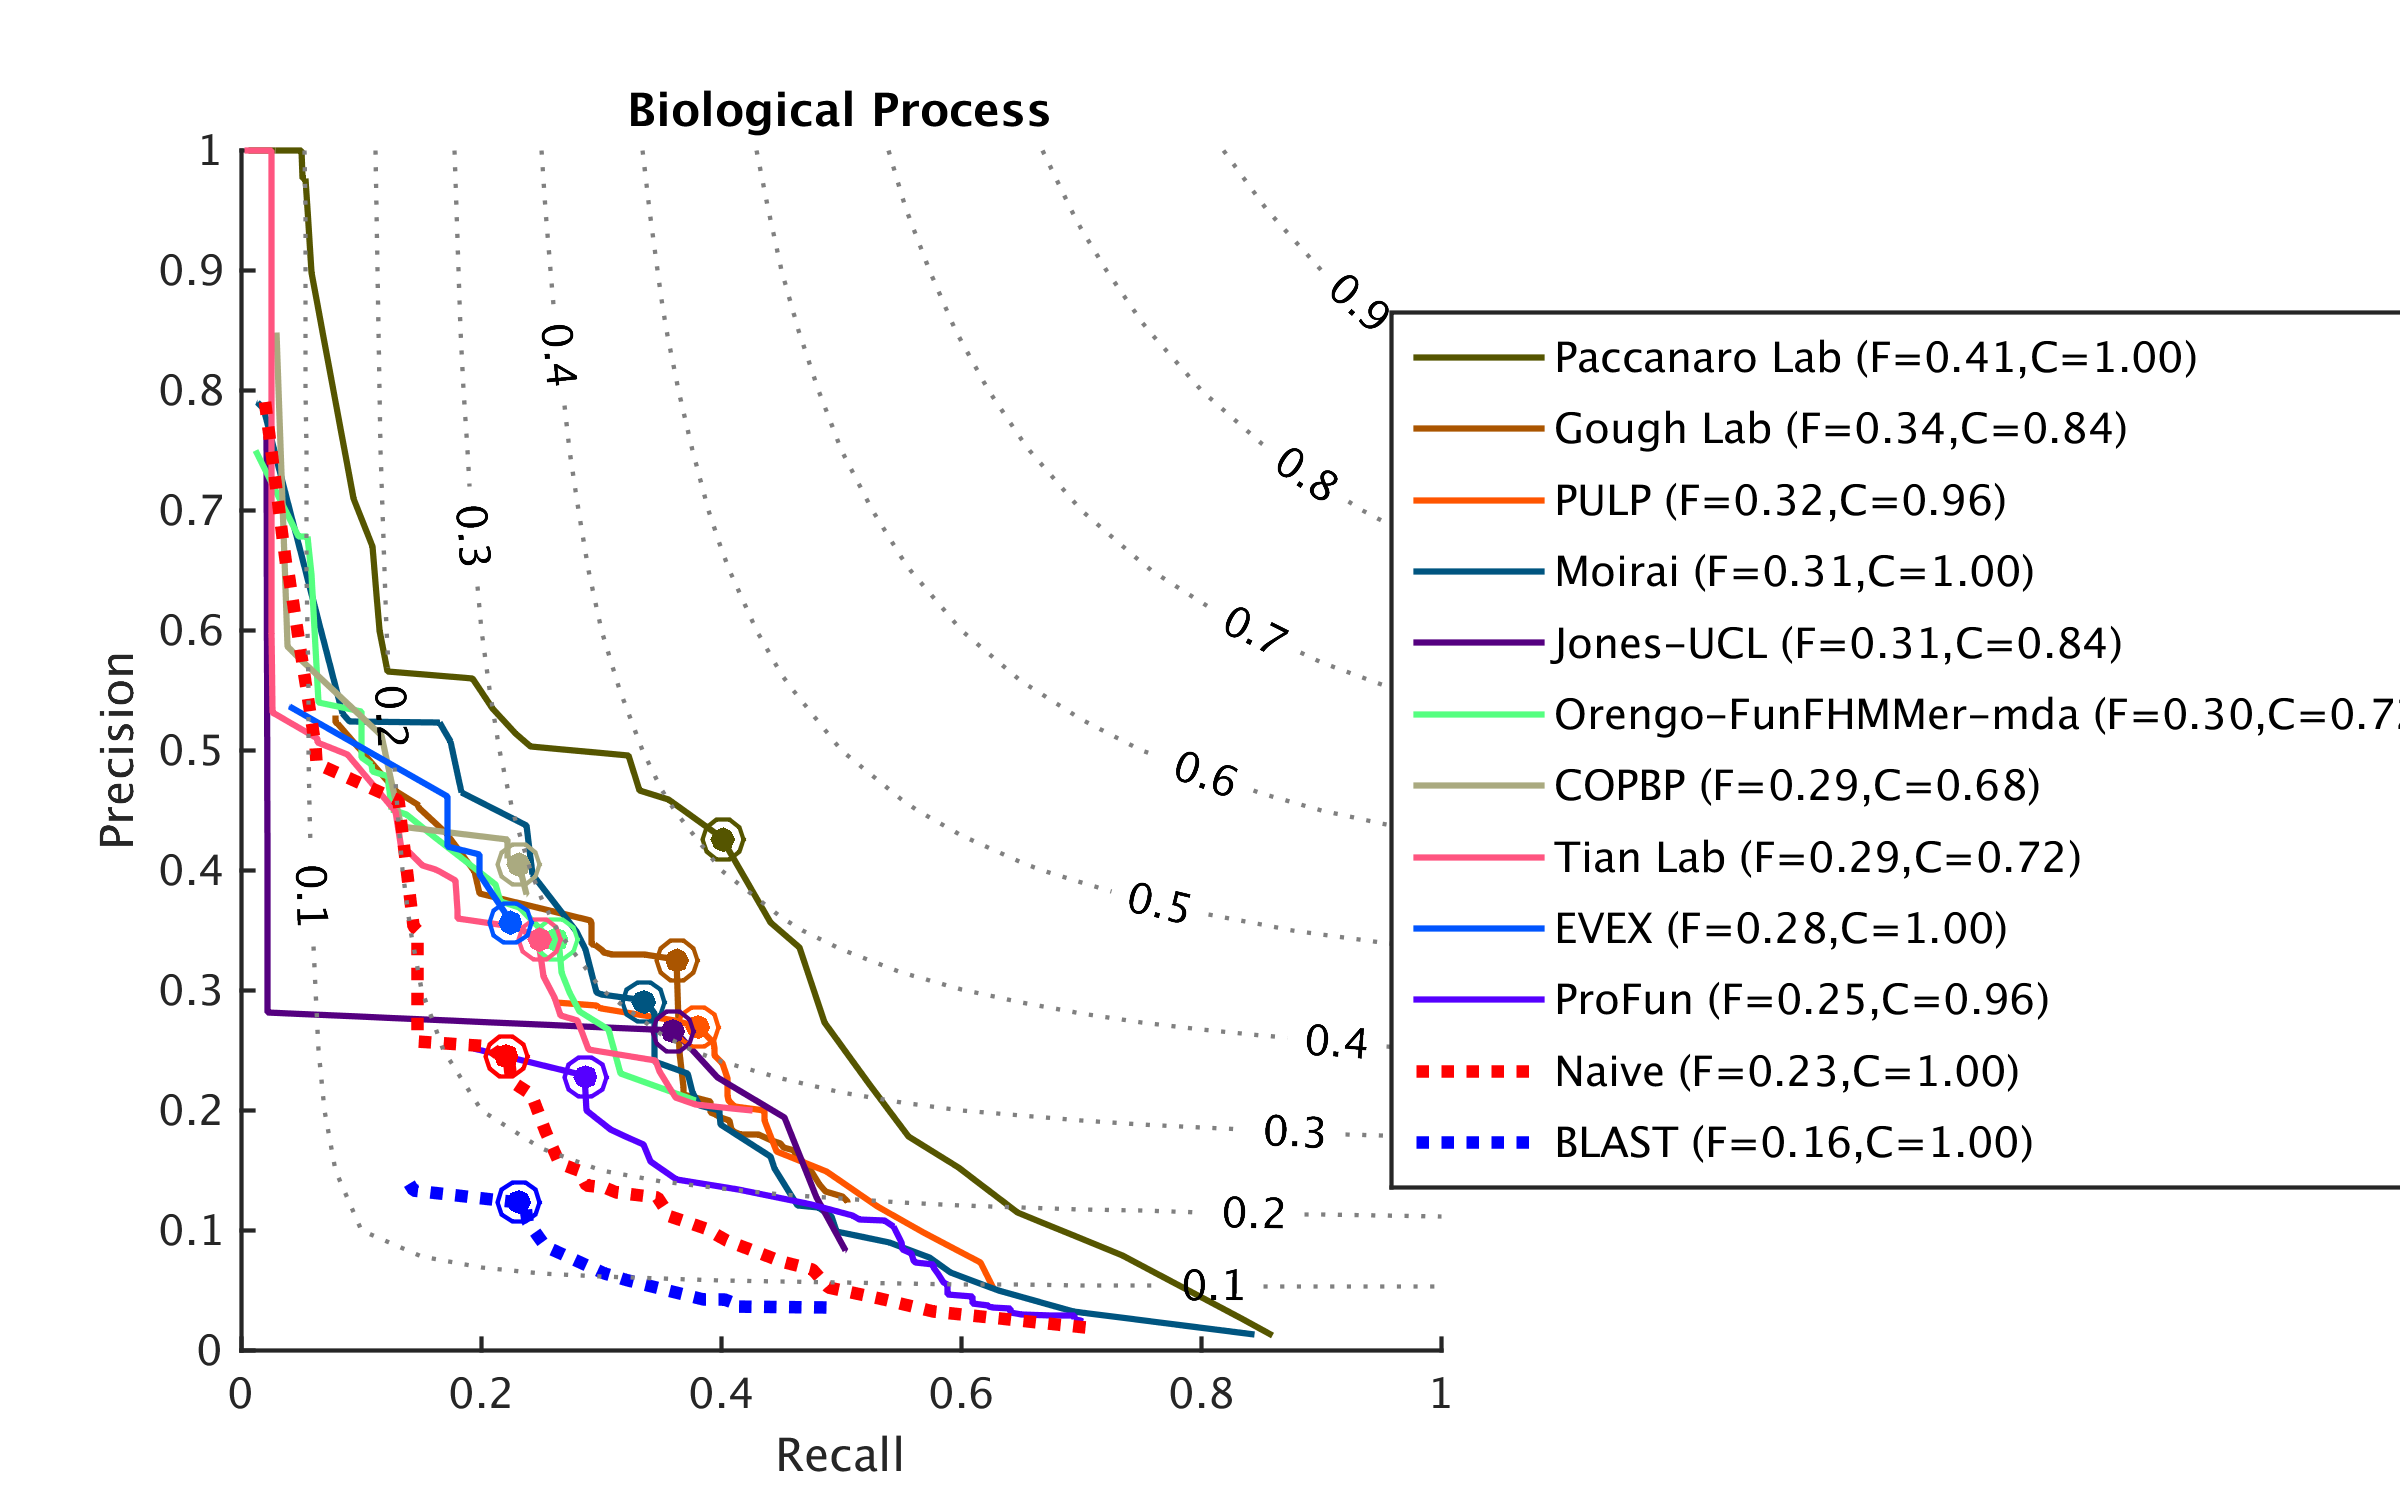 Biological Process
1
0.9
0.8
0.7
0.6
0.5
0.4
0.3
0.2
0.1
0
Precision
0
0.2
0.4
0.6
0.8
1
Recall
0.1
0.2
0.3
0.4
0.9
0.8
0.7
0.6
0.5
0.4
0.3
0.2
0.1
Paccanaro Lab (F=0.41,C=1.00)
Gough Lab (F=0.34,C=0.84)
PULP (F=0.32,C=0.96)
Moirai (F=0.31,C=1.00)
Jones-UCL (F=0.31,C=0.84)
Orengo-FunFHMMer-mda (F=0.30,C=0.72
COPBP (F=0.29,C=0.68)
Tian Lab (F=0.29,C=0.72)
EVEX (F=0.28,C=1.00)
ProFun (F=0.25,C=0.96)
Naive (F=0.23,C=1.00)
BLAST (F=0.16,C=1.00)